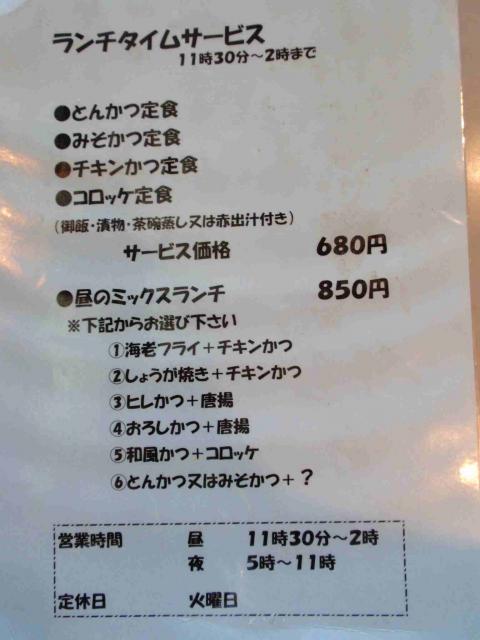 ランチタイムサービス
11時30分～2時まで
●とんかつ定食
●みそかつ定食
●チキンかつ定食
●コロッケ定食
(御飯・漬物・茶碗蒸し又は赤出汁付き)
サービス価格 680円
●昼のミックスランチ 850円
※下記からお選び下さい
①海老フライ＋チキンかつ
②しょうが焼き＋チキンかつ
③ヒレかつ＋唐揚
④おろしかつ＋唐揚
⑤和風かつ＋コロッケ
⑥とんかつ又はみそかつ＋？
営業時間 昼 11時30分～2時
夜 5時～11時
定休日 火曜日